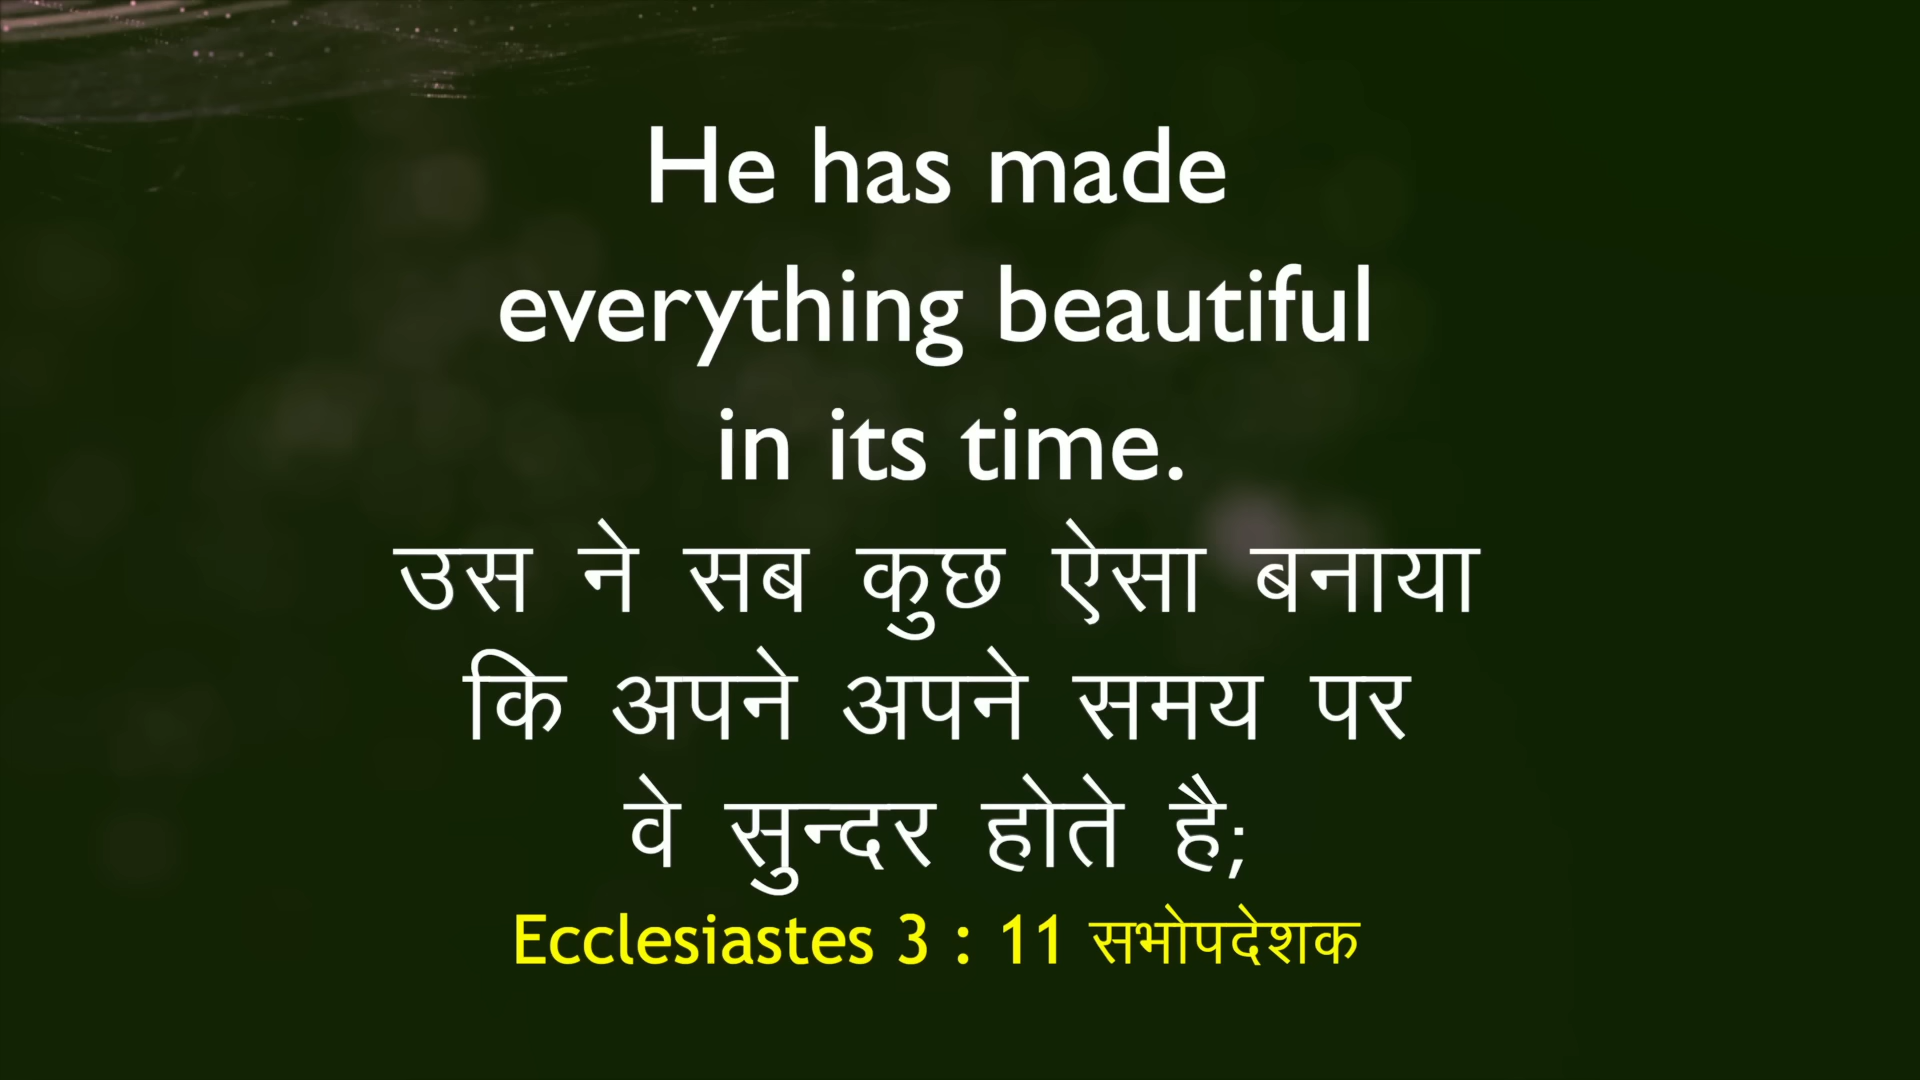 He has made
everything beautiful
in its time.
उस ने सब कुछ ऐसा बनाया
कि अपने अपने समय पर
वे सुन्दर होते है;
Ecclesiastes 3 : 11 सभोपदेशक